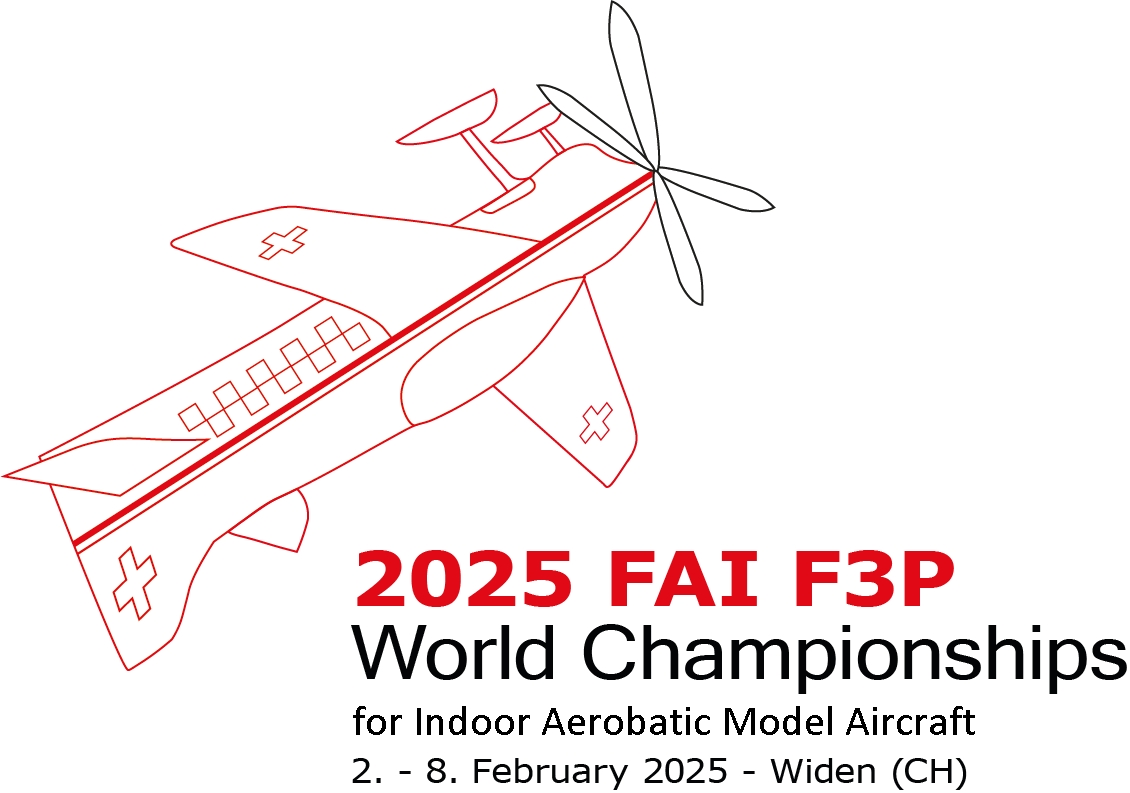 2025 FAI F3P
World Championships
for Indoor Aerobatic Model Aircraft
2. - 8. February 2025 - Widen (CH)